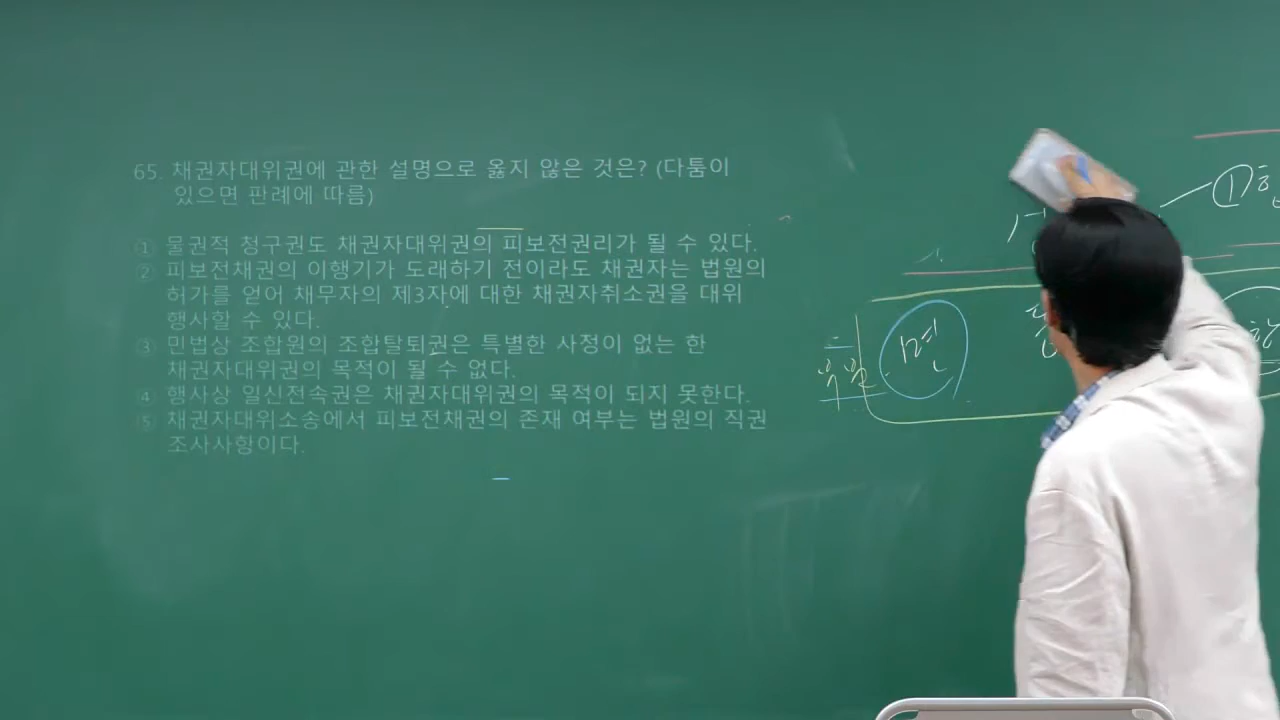 65. 채권자대위권에 관한 설명으로 옳지 않은 것은? (다툼이
있으면 판례에 따름)
① 물권적 청구권도 채권자대위권의 피보전권리가 될 수 있다.
② 피보전채권의 이행기가 도래하기 전이라도 채권자는 법원의
허가를 얻어 채무자의 제3자에 대한 채권자취소권을 대위
행사할 수 있다.
③ 민법상 조합원의 조합탈퇴권은 특별한 사정이 없는 한
채권자대위권의 목적이 될 수 없다.
④ 행사상 일신전속권은 채권자대위권의 목적이 되지 못한다.
⑤ 채권자대위소송에서 피보전채권의 존재 여부는 법원의 직권
조사사항이다.
①